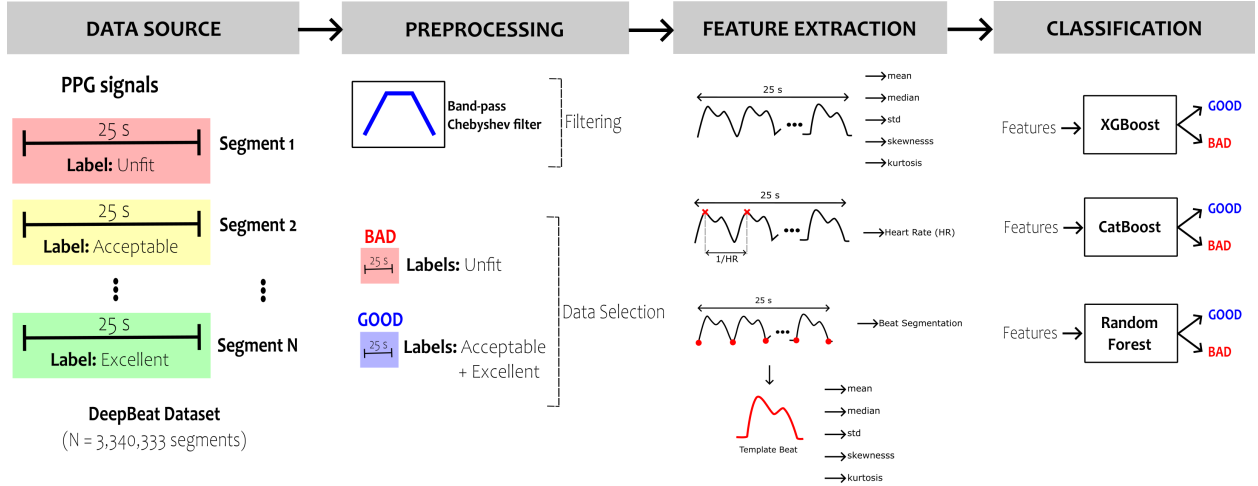 DATA SOURCE
PREPROCESSING
FEATURE EXTRACTION
CLASSIFICATION
PPG signals
25 s
Label: Unfit
Segment 1
25 s
Label: Acceptable
Segment 2
25 s
Label: Excellent
Segment N
DeepBeat Dataset
(N = 3,340,333 segments)
Band-pass
Chebyshev filter
Filtering
BAD
25 s
Labels: Unfit
GOOD
25 s
Labels: Acceptable
+ Excellent
Data Selection
25 s
mean
median
std
skewnesss
kurtosis
25 s
1/HR
Heart Rate (HR)
25 s
Beat Segmentation
Template Beat
mean
median
std
skewnesss
kurtosis
Features
XGBoost
GOOD
BAD
Features
CatBoost
GOOD
BAD
Features
Random
Forest
GOOD
BAD